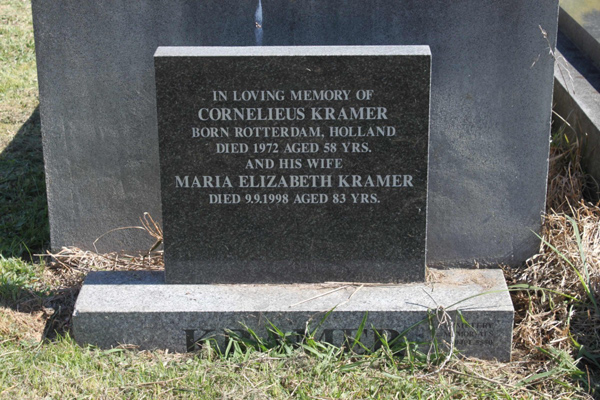 IN LOVING MEMORY OF
CORNELIEUS KRAMER
BORN ROTTERDAM, HOLLAND
DIED 1972 AGED 58 YRS.
AND HIS WIFE
MARIA ELIZABETH KRAMER
DIED 9.9.1998 AGED 83 YRS.
KRAMER